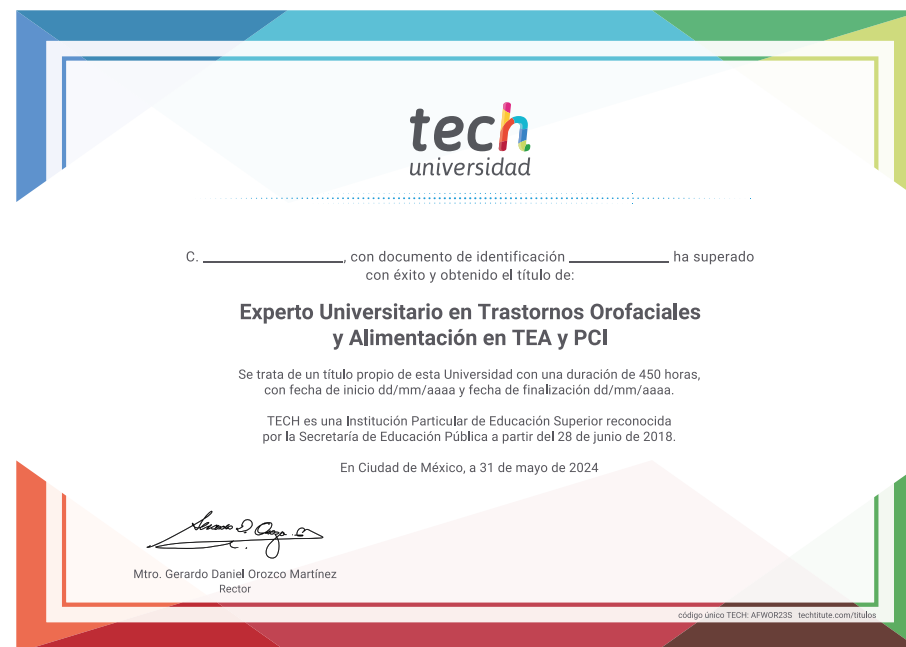 tech
universidad
C. ____________________, con documento de identificación ______________ ha superado
con éxito y obtenido el título de:
Experto Universitario en Trastornos Orofaciales
y Alimentación en TEA y PCI
Se trata de un título propio de esta Universidad con una duración de 450 horas,
con fecha de inicio dd/mm/aaaa y fecha de finalización dd/mm/aaaa.
TECH es una Institución Particular de Educación Superior reconocida
por la Secretaría de Educación Pública a partir del 28 de junio de 2018.
En Ciudad de México, a 31 de mayo de 2024
Mtro. Gerardo Daniel Orozco Martínez
Rector
código único TECH: AFWOR23S techtitute.com/titulos